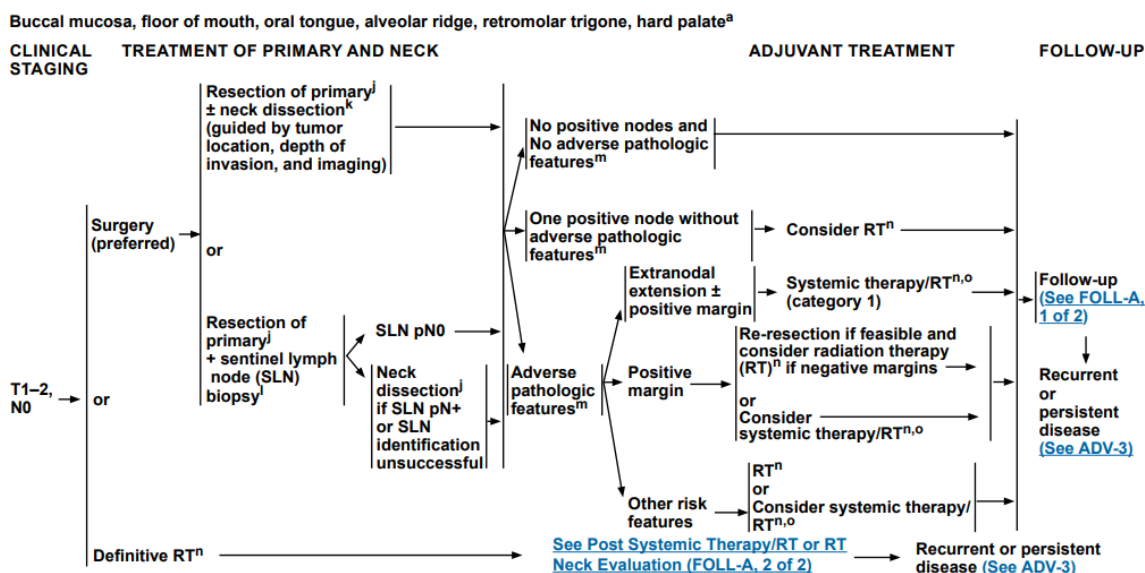 Buccal mucosa, floor of mouth, oral tongue, alveolar ridge, retromolar trigone, hard palateᵃ
CLINICAL
STAGING
TREATMENT OF PRIMARY AND NECK
ADJUVANT TREATMENT
FOLLOW-UP
T1–2,
N0
Surgery
(preferred)
or
Definitive RTⁿ
Resection of primaryʲ
± neck dissectionᵏ
(guided by tumor
location, depth of
invasion, and imaging)
or
Resection of
primaryʲ
+ sentinel lymph
node (SLN)
biopsyˡ
SLN pN0
Neck
dissectionʲ
if SLN pN+
or SLN
identification
unsuccessful
No positive nodes and
No adverse pathologic
featuresᵐ
One positive node without
adverse pathologic
featuresᵐ
Consider RTⁿ
Adverse
pathologic
featuresᵐ
Extranodal
extension ±
positive margin
Systemic therapy/RTⁿ,ᵒ
(category 1)
Positive
margin
Re-resection if feasible and
consider radiation therapy
(RT)ⁿ if negative margins
or
Consider
systemic therapy/RTⁿ,ᵒ
Other risk
features
RTⁿ
or
Consider systemic therapy/
RTⁿ,ᵒ
Follow-up
(See FOLL-A,
1 of 2)
Recurrent
or
persistent
disease
(See ADV-3)
See Post Systemic Therapy/RT or RT
Neck Evaluation (FOLL-A, 2 of 2)
Recurrent or persistent
disease (See ADV-3)